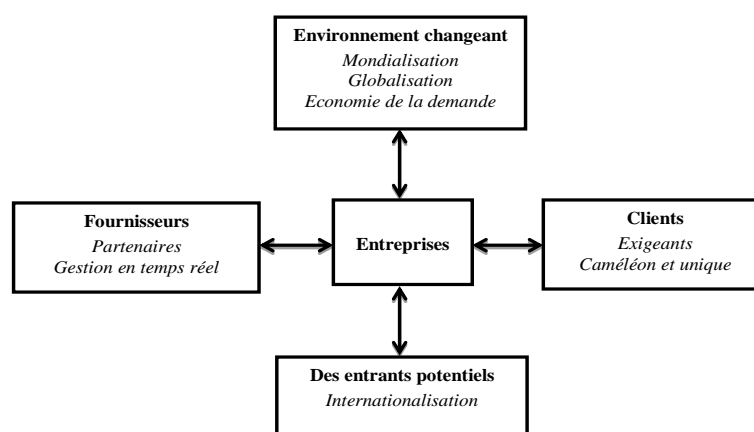 Environnement changeant
Mondialisation
Globalisation
Economie de la demande
Fournisseurs
Partenaires
Gestion en temps réel
Entreprises
Clients
Exigeants
Caméléon et unique
Des entrants potentiels
Internationalisation